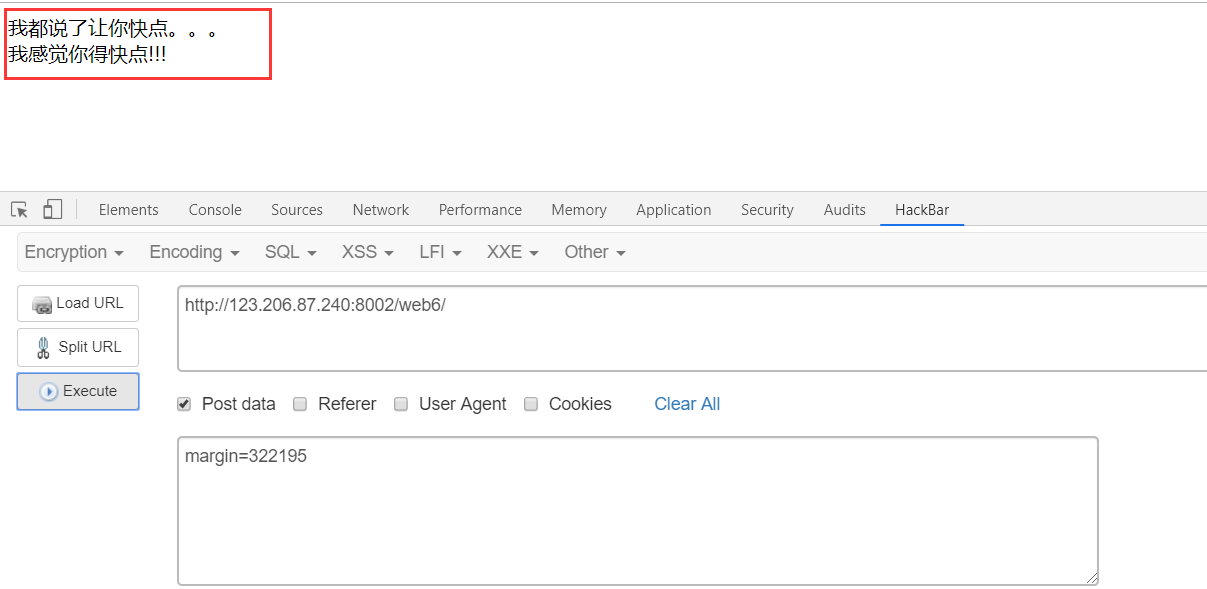 我都说了让你快点。。。
我感觉你得快点!!!
Elements Console Sources Network Performance Memory Application Security Audits HackBar
Encryption Encoding SQL XSS LFI XXE Other
Load URL
http://123.206.87.240:8002/web6/
Split URL
Execute
Post data Referer User Agent Cookies Clear All
margin=322195